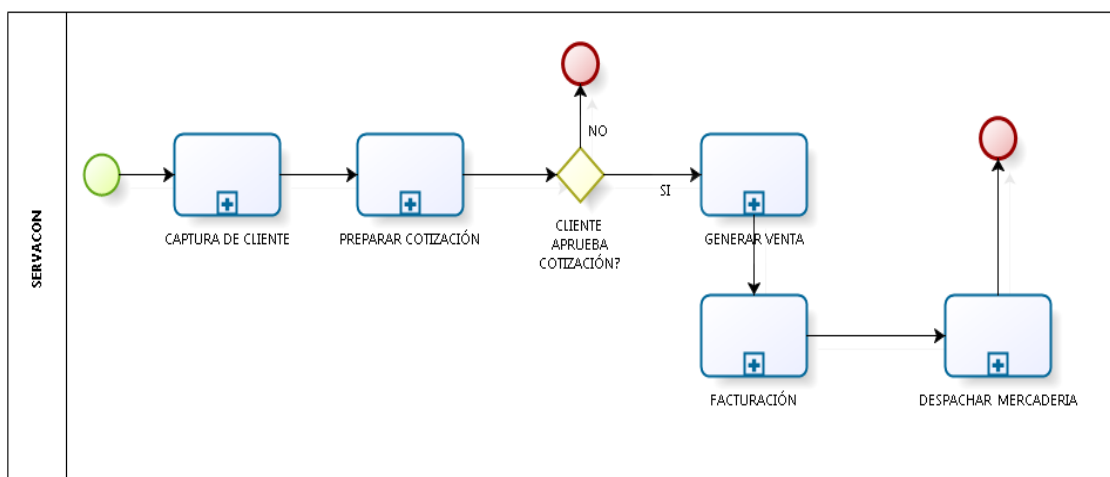 SERVACON
CAPTURA DE CLIENTE
PREPARAR COTIZACIÓN
CLIENTE
APRUEBA
COTIZACIÓN?
NO
SI
GENERAR VENTA
FACTURACIÓN
DESPACHAR MERCADERIA